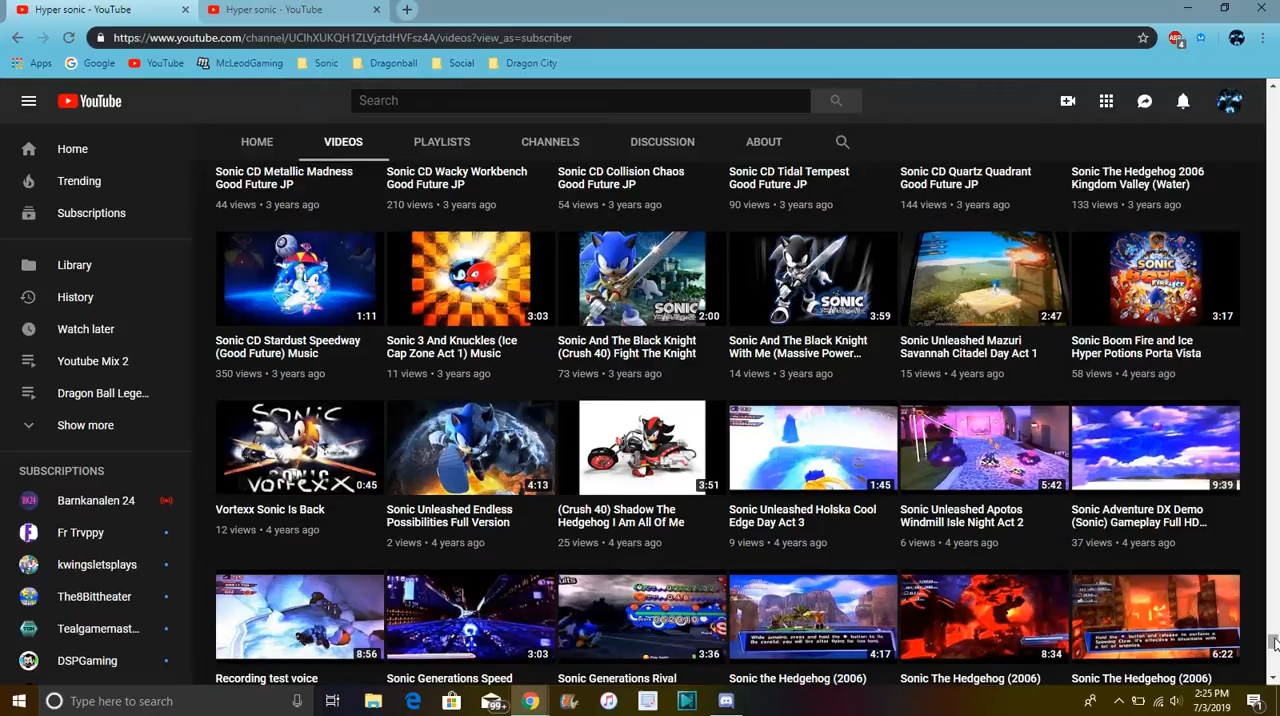 Hyper sonic - YouTube
Hyper sonic - YouTube
https://www.youtube.com/channel/UCIhXUKQH1ZLVjztdHVFsz4A/videos?view_as=subscriber
ABP
4
Apps
Google
YouTube
McLeodGaming
Sonic
Dragonball
Social
Dragon City
YouTube
Search
Home
Trending
Subscriptions
Library
History
Watch later
Youtube Mix 2
Dragon Ball Lege...
Show more
SUBSCRIPTIONS
Barnkanalen 24
Fr Trvppy
kwingsletsplays
The8Bittheater
Tealgamemast...
DSPGaming
HOME VIDEOS PLAYLISTS CHANNELS DISCUSSION ABOUT
Sonic CD Metallic Madness
Good Future JP
44 views • 3 years ago
Sonic CD Wacky Workbench
Good Future JP
210 views • 3 years ago
Sonic CD Collision Chaos
Good Future JP
54 views • 3 years ago
Sonic CD Tidal Tempest
Good Future JP
90 views • 3 years ago
Sonic CD Quartz Quadrant
Good Future JP
144 views • 3 years ago
Sonic The Hedgehog 2006
Kingdom Valley (Water)
133 views • 3 years ago
1:11
Sonic CD Stardust Speedway
(Good Future) Music
350 views • 3 years ago
3:03
Sonic 3 And Knuckles (Ice
Cap Zone Act 1) Music
11 views • 3 years ago
SONIC
2:00
Sonic And The Black Knight
(Crush 40) Fight The Knight
73 views • 3 years ago
SONIC
3:59
Sonic And The Black Knight
With Me (Massive Power...
14 views • 3 years ago
2:47
Sonic Unleashed Mazuri
Savannah Citadel Day Act 1
15 views • 4 years ago
SONIC
BOOM
FIRE & ICE
3:17
Sonic Boom Fire and Ice
Hyper Potions Porta Vista
58 views • 4 years ago
SONIC
VORTEXX
0:45
Vortexx Sonic Is Back
12 views • 4 years ago
4:13
Sonic Unleashed Endless
Possibilities Full Version
2 views • 4 years ago
3:51
(Crush 40) Shadow The
Hedgehog I Am All Of Me
25 views • 4 years ago
1:45
Sonic Unleashed Holska Cool
Edge Day Act 3
9 views • 4 years ago
5:42
Sonic Unleashed Apotos
Windmill Isle Night Act 2
6 views • 4 years ago
9:39
Sonic Adventure DX Demo
(Sonic) Gameplay Full HD...
37 views • 4 years ago
8:56
Recording test voice
3:03
Sonic Generations Speed
3:36
Sonic Generations Rival
4:17
Sonic the Hedgehog (2006)
8:34
Sonic The Hedgehog (2006)
6:22
Sonic The Hedgehog (2006)
Type here to search
99+
2:25 PM
7/3/2019
1